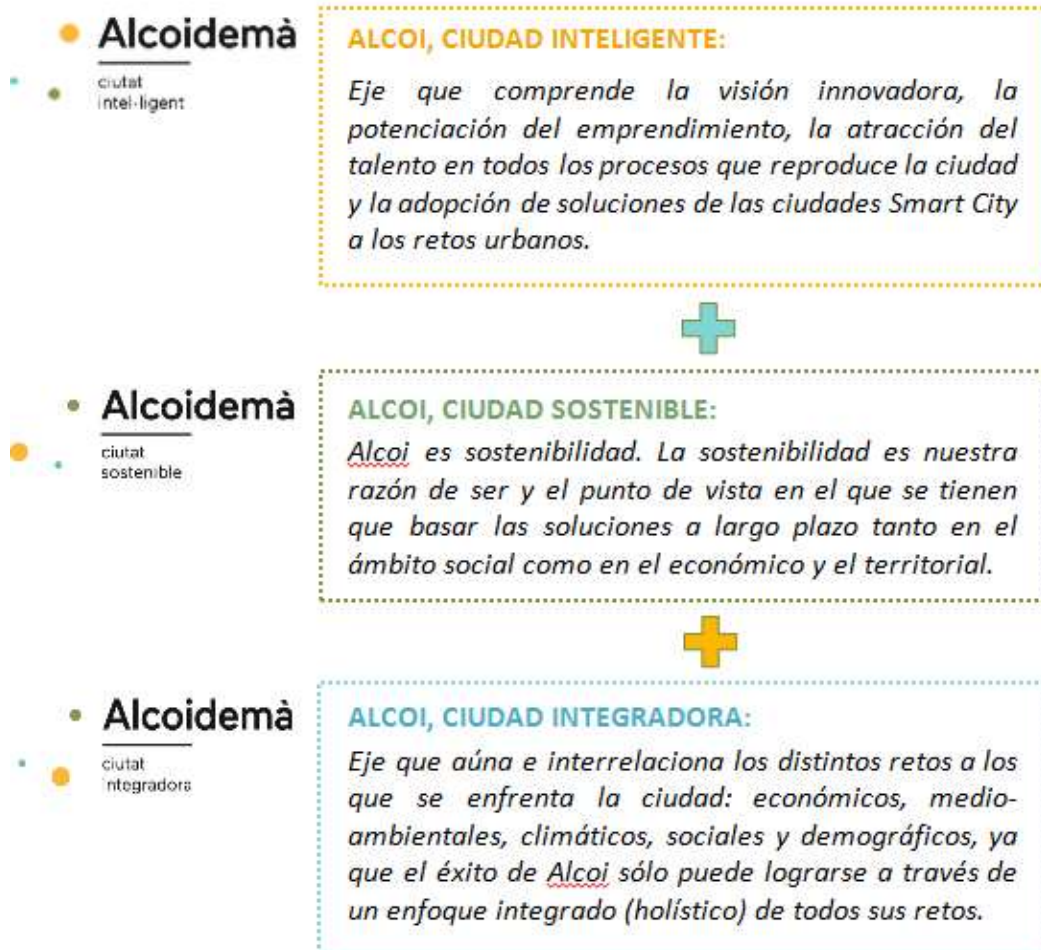 Alcoidemà
ciutat
intel·ligent
ALCOI, CIUDAD INTELIGENTE:
Eje que comprende la visión innovadora, la
potenciación del emprendimiento, la atracción del
talento en todos los procesos que reproduce la ciudad
y la adopción de soluciones de las ciudades Smart City
a los retos urbanos.
Alcoidemà
ciutat
sostenible
ALCOI, CIUDAD SOSTENIBLE:
Alcoi es sostenibilidad. La sostenibilidad es nuestra
razón de ser y el punto de vista en el que se tienen
que basar las soluciones a largo plazo tanto en el
ámbito social como en el económico y el territorial.
Alcoidemà
ciutat
integradora
ALCOI, CIUDAD INTEGRADORA:
Eje que aúna e interrelaciona los distintos retos a los
que se enfrenta la ciudad: económicos, medio-
ambientales, climáticos, sociales y demográficos, ya
que el éxito de Alcoi sólo puede lograrse a través de
un enfoque integrado (holístico) de todos sus retos.